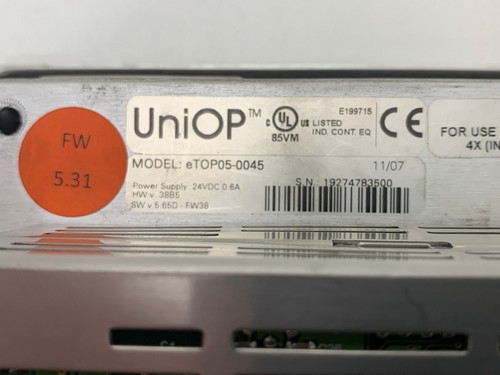 FW
5.31
UniOP™
C UL US LISTED
IND. CONT. EQ
85VM
E199715
CE
FOR USE
4X (IN
MODEL: eTOP05-0045
11/07
Power Supply 24VDC 0.6A
HW v. 38B5
SW v.5.65D - FW38
S.N.: 19274783500